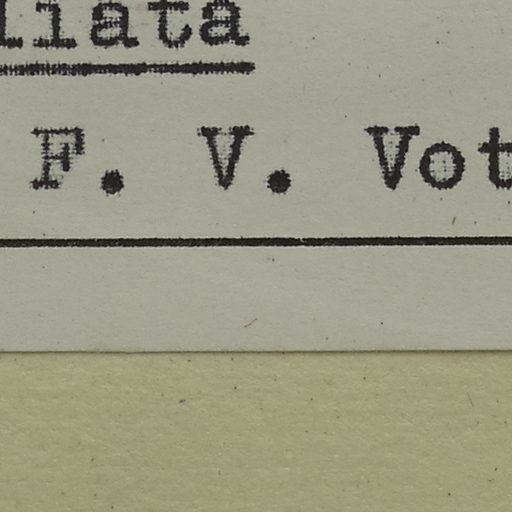 liata
F. V. Vot